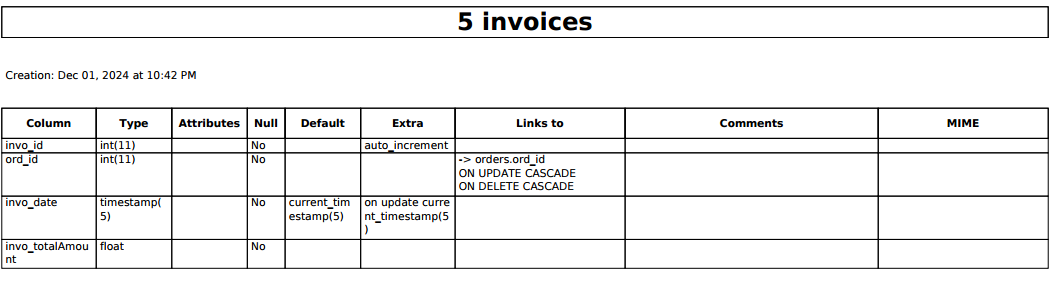 5 invoices
Creation: Dec 01, 2024 at 10:42 PM
Column Type Attributes Null Default Extra Links to Comments MIME
invo_id int(11) No auto_increment
ord_id int(11) No -> orders.ord_id
ON UPDATE CASCADE
ON DELETE CASCADE
invo_date timestamp( No current_tim on update curre
5) estamp(5) nt_timestamp(5
)
invo_totalAmou float No
nt